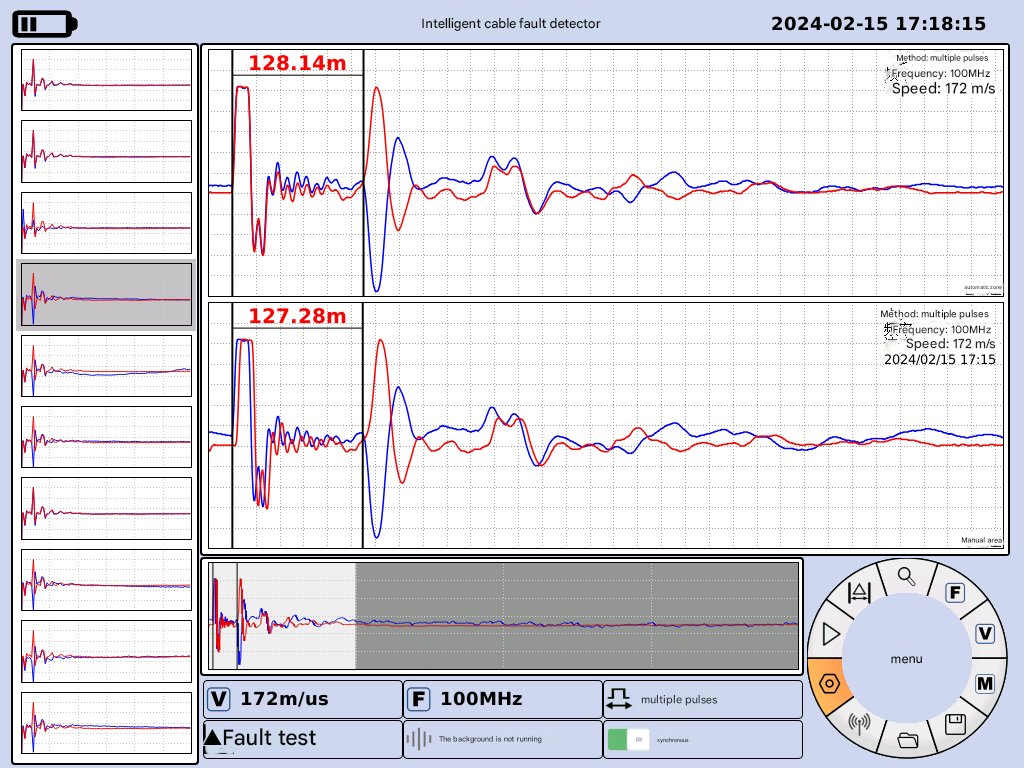 Intelligent cable fault detector
2024-02-15 17:18:15
128.14m
Method: multiple pulses
Frequency: 100MHz
Speed: 172 m/s
automatic zone
127.28m
Method: multiple pulses
Frequency: 100MHz
Speed: 172 m/s
2024/02/15 17:15
Manual area
F
V
M
menu
V 172m/us
F 100MHz
multiple pulses
Fault test
The background is not running
synchronous